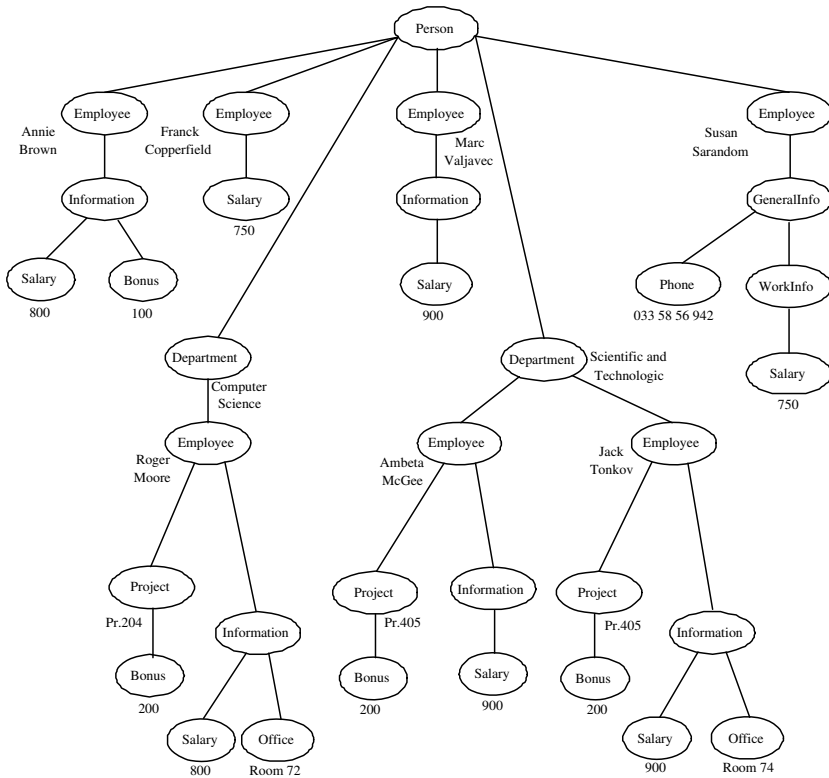 Person
Employee
Employee
Employee
Employee
Annie
Brown
Franck
Copperfield
Marc
Valjavec
Susan
Sarandom
Information
Salary
750
Information
GeneralInfo
Salary
800
Bonus
100
Salary
900
Phone
033 58 56 942
WorkInfo
Department
Computer
Science
Department
Scientific and
Technologic
Salary
750
Employee
Roger
Moore
Employee
Ambeta
McGee
Employee
Jack
Tonkov
Project
Pr.204
Project
Pr.405
Information
Project
Pr.405
Information
Information
Bonus
200
Bonus
200
Salary
900
Bonus
200
Salary
800
Office
Room 72
Salary
900
Office
Room 74